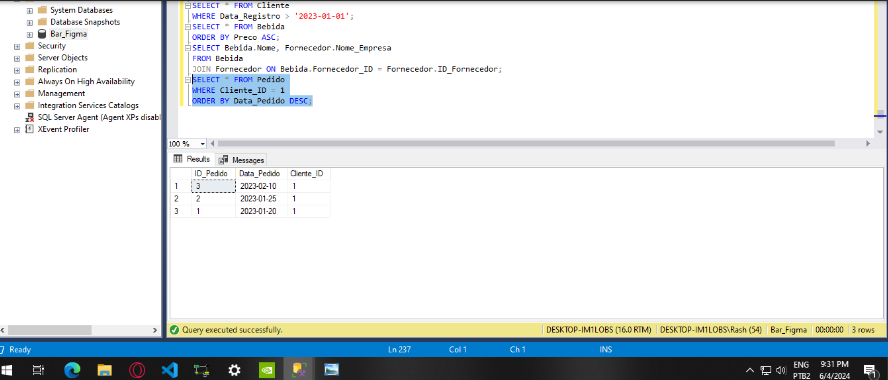 System Databases
Database Snapshots
Bar_Figma
Security
Server Objects
Replication
Always On High Availability
Management
Integration Services Catalogs
SQL Server Agent (Agent XPs disabl
XEvent Profiler
SELECT * FROM Cliente
WHERE Data_Registro > '2023-01-01';
SELECT * FROM Bebida
ORDER BY Preco ASC;
SELECT Bebida.Nome, Fornecedor.Nome_Empresa
FROM Bebida
JOIN Fornecedor ON Bebida.Fornecedor_ID = Fornecedor.ID_Fornecedor;
SELECT * FROM Pedido
WHERE Cliente_ID = 1
ORDER BY Data_Pedido DESC;
100 %
Results Messages
ID_Pedido Data_Pedido Cliente_ID
1 3 2023-02-10 1
2 2 2023-01-25 1
3 1 2023-01-20 1
Query executed successfully. DESKTOP-IM1LOBS (16.0 RTM) DESKTOP-IM1LOBS\Rash (54) Bar_Figma 00:00:00 3 rows
Ready Ln 237 Col 1 Ch 1 INS
ENG 9:31 PM
PTB2 6/4/2024
1